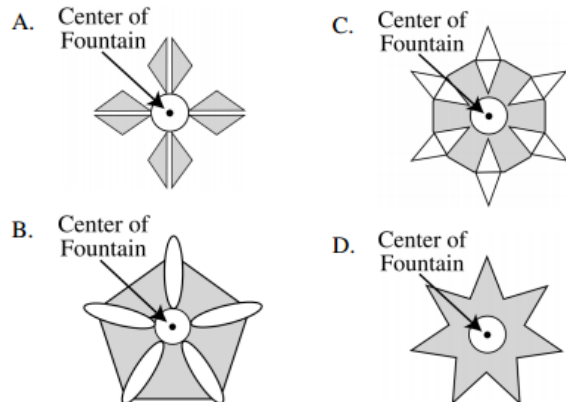 A.
Center of
Fountain
C.
Center of
Fountain
B.
Center of
Fountain
D.
Center of
Fountain